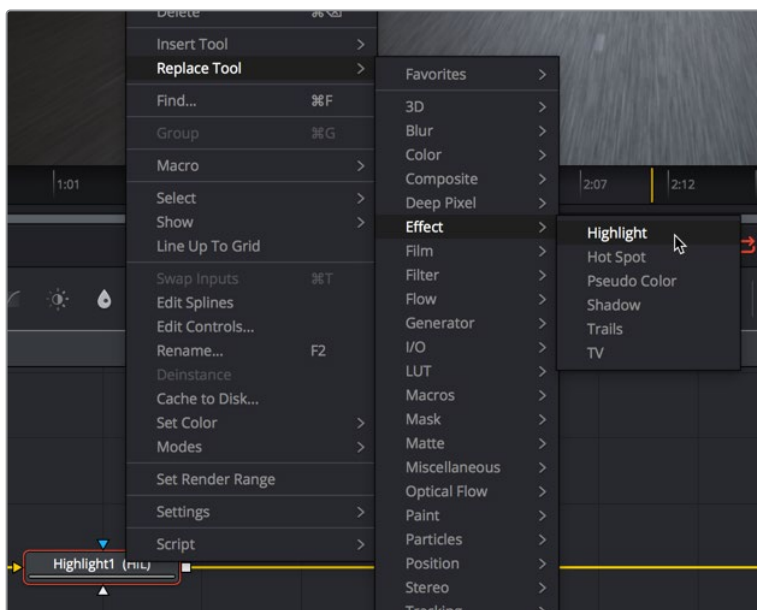 Delete ⌘⌫
Insert Tool >
Replace Tool >
Find... ⌘F
Group ⌘G
Macro >
Select >
Show >
Line Up To Grid
Swap Inputs ⌘T
Edit Splines
Edit Controls...
Rename... F2
Deinstance
Cache to Disk...
Set Color >
Modes >
Set Render Range
Settings >
Script >
Favorites >
3D >
Blur >
Color >
Composite >
Deep Pixel >
Effect >
Film >
Filter >
Flow >
Generator >
I/O >
LUT >
Macros >
Mask >
Matte >
Miscellaneous >
Optical Flow >
Paint >
Particles >
Position >
Stereo >
Tracking >
Highlight
Hot Spot
Pseudo Color
Shadow
Trails
TV
1:01
2:07
2:12
Highlight1 (HIL)